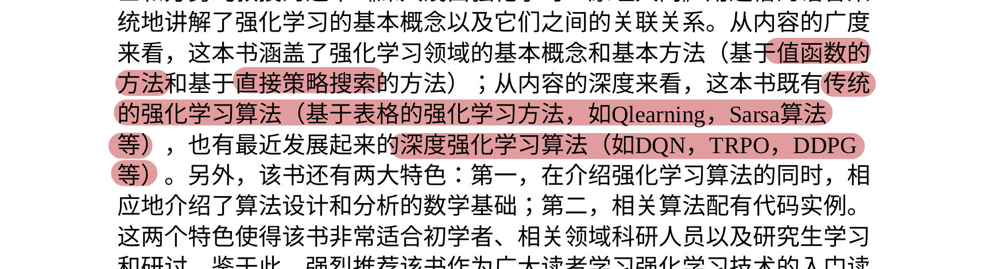 统地讲解了强化学习的基本概念以及它们之间的关联关系。从内容的广度
来看，这本书涵盖了强化学习领域的基本概念和基本方法（基于值函数的
方法和基于直接策略搜索的方法）；从内容的深度来看，这本书既有传统
的强化学习算法（基于表格的强化学习方法，如Qlearning，Sarsa算法
等），也有最近发展起来的深度强化学习算法（如DQN，TRPO，DDPG
等）。另外，该书还有两大特色：第一，在介绍强化学习算法的同时，相
应地介绍了算法设计和分析的数学基础；第二，相关算法配有代码实例。
这两个特色使得该书非常适合初学者、相关领域科研人员以及研究生学习
和研讨。鉴于此，强烈推荐该书作为广大读者学习强化学习技术的入门读